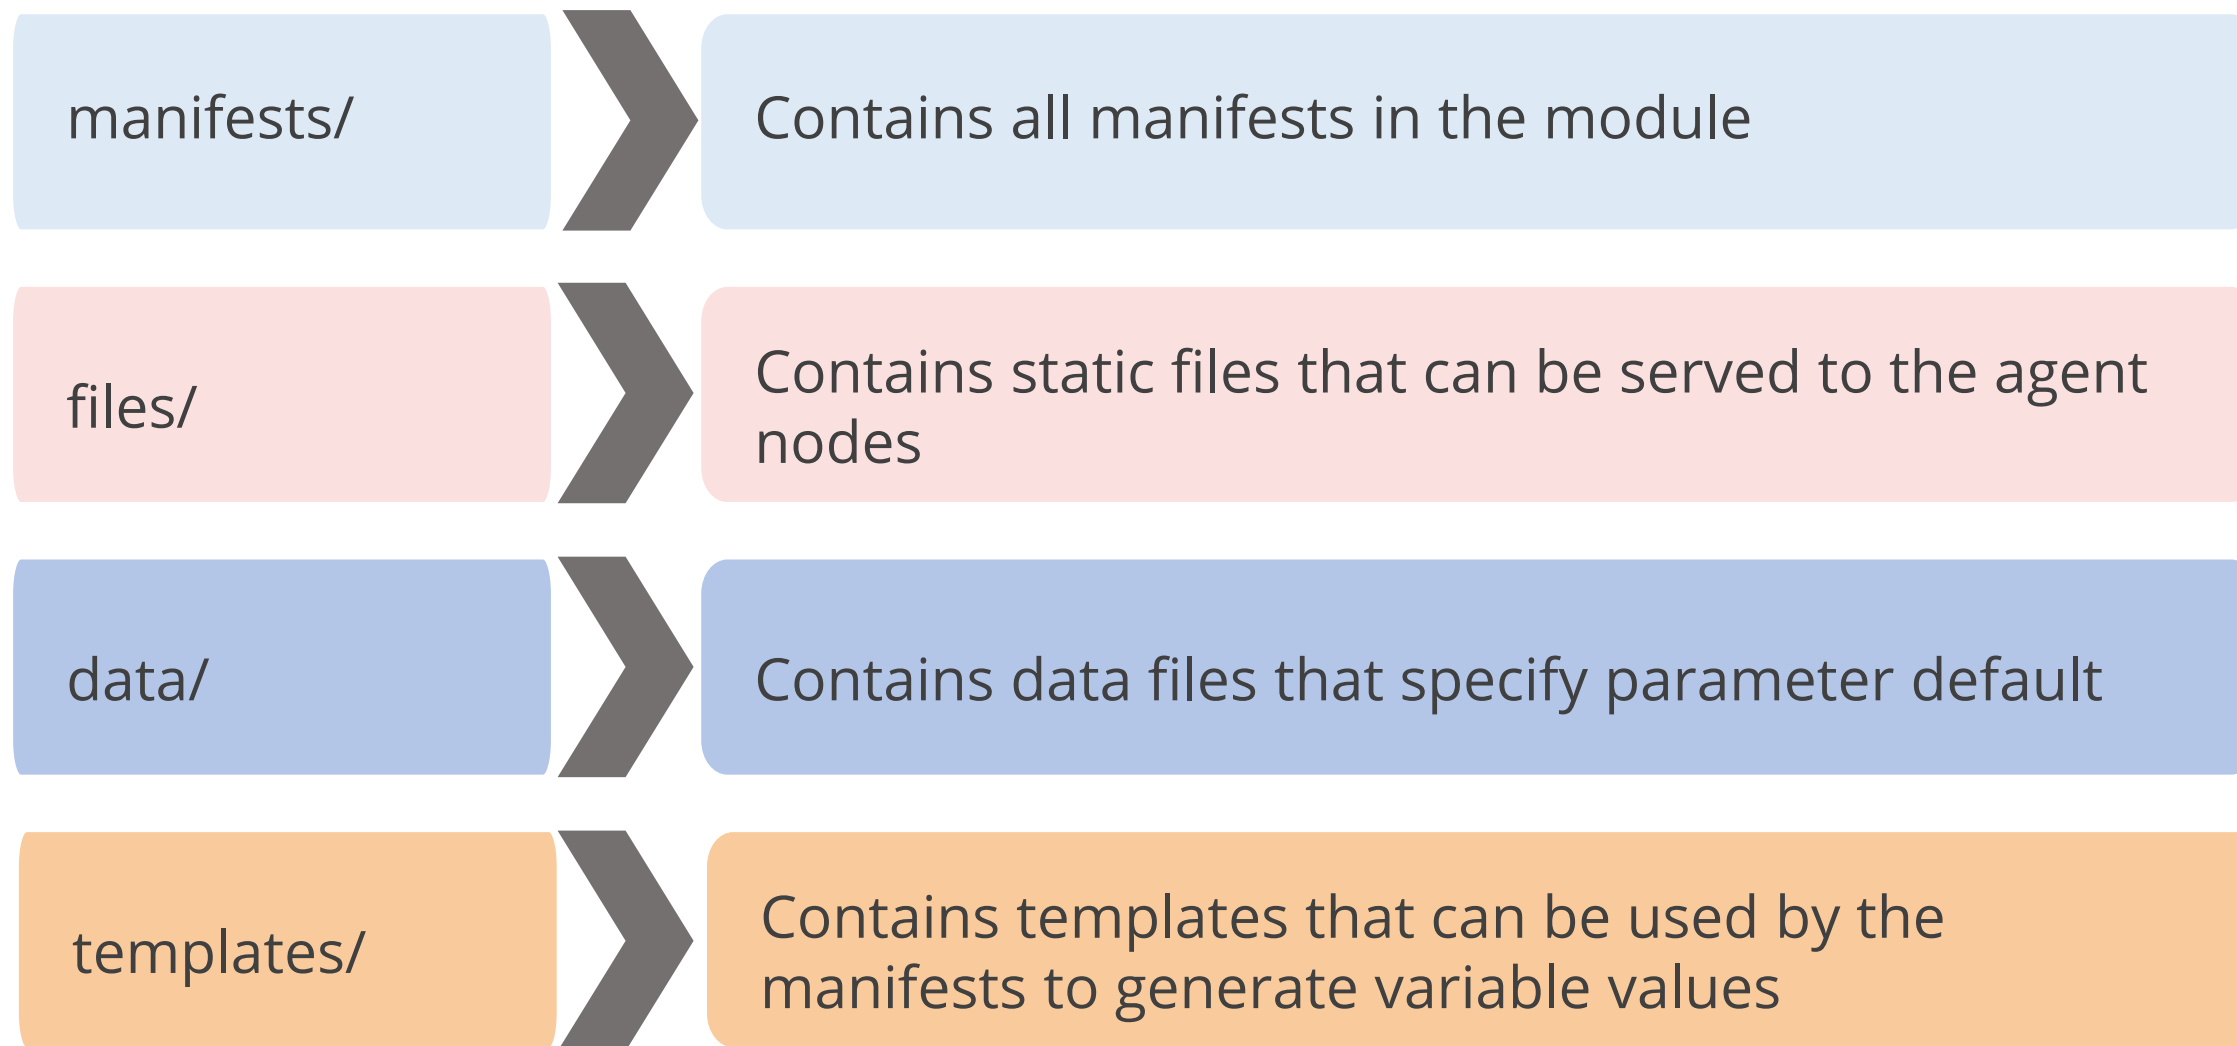 manifests/
Contains all manifests in the module
files/
Contains static files that can be served to the agent
nodes
data/
Contains data files that specify parameter default
templates/
Contains templates that can be used by the
manifests to generate variable values